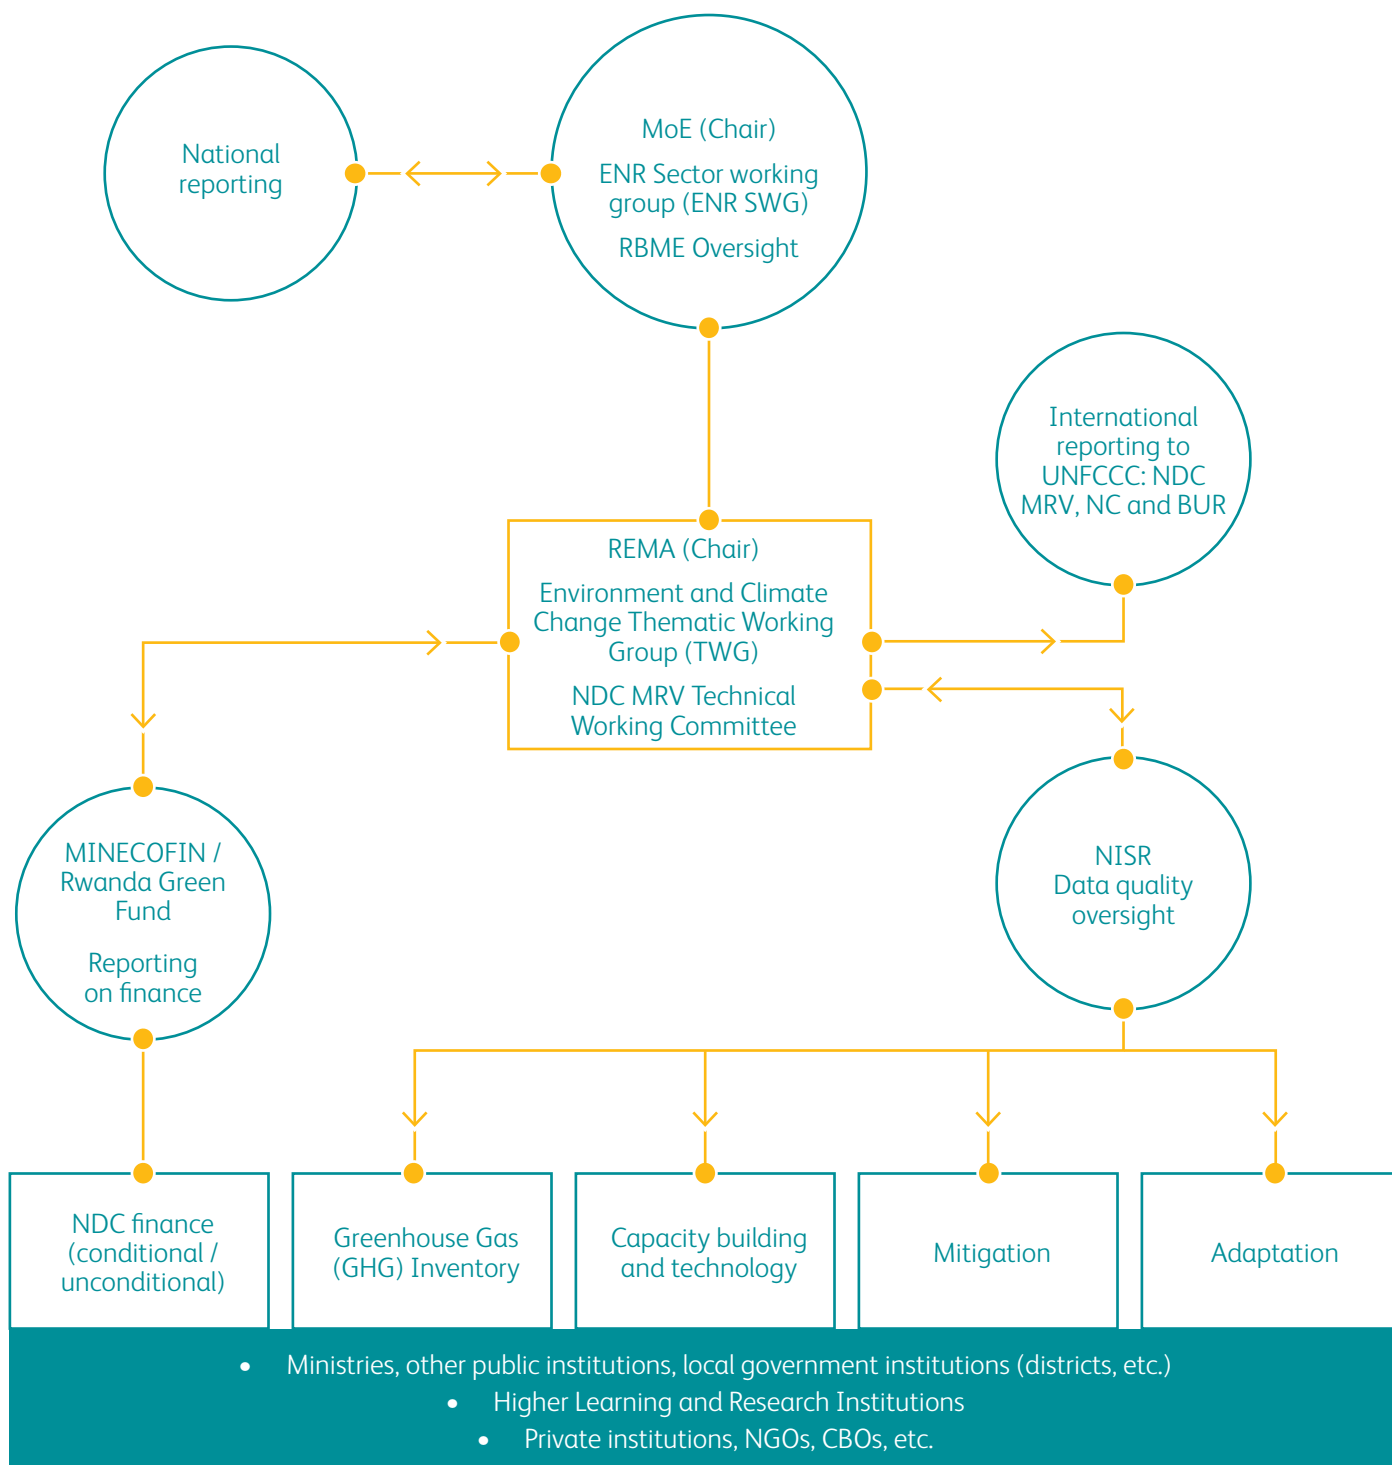 National
reporting
MoE (Chair)
ENR Sector working
group (ENR SWG)
RBME Oversight
International
reporting to
UNFCCC: NDC
MRV, NC and BUR
REMA (Chair)
Environment and Climate
Change Thematic Working
Group (TWG)
NDC MRV Technical
Working Committee
MINECOFIN /
Rwanda Green
Fund
Reporting
on finance
NISR
Data quality
oversight
NDC finance
(conditional /
unconditional)
Greenhouse Gas
(GHG) Inventory
Capacity building
and technology
Mitigation
Adaptation
• Ministries, other public institutions, local government institutions (districts, etc.)
• Higher Learning and Research Institutions
• Private institutions, NGOs, CBOs, etc.